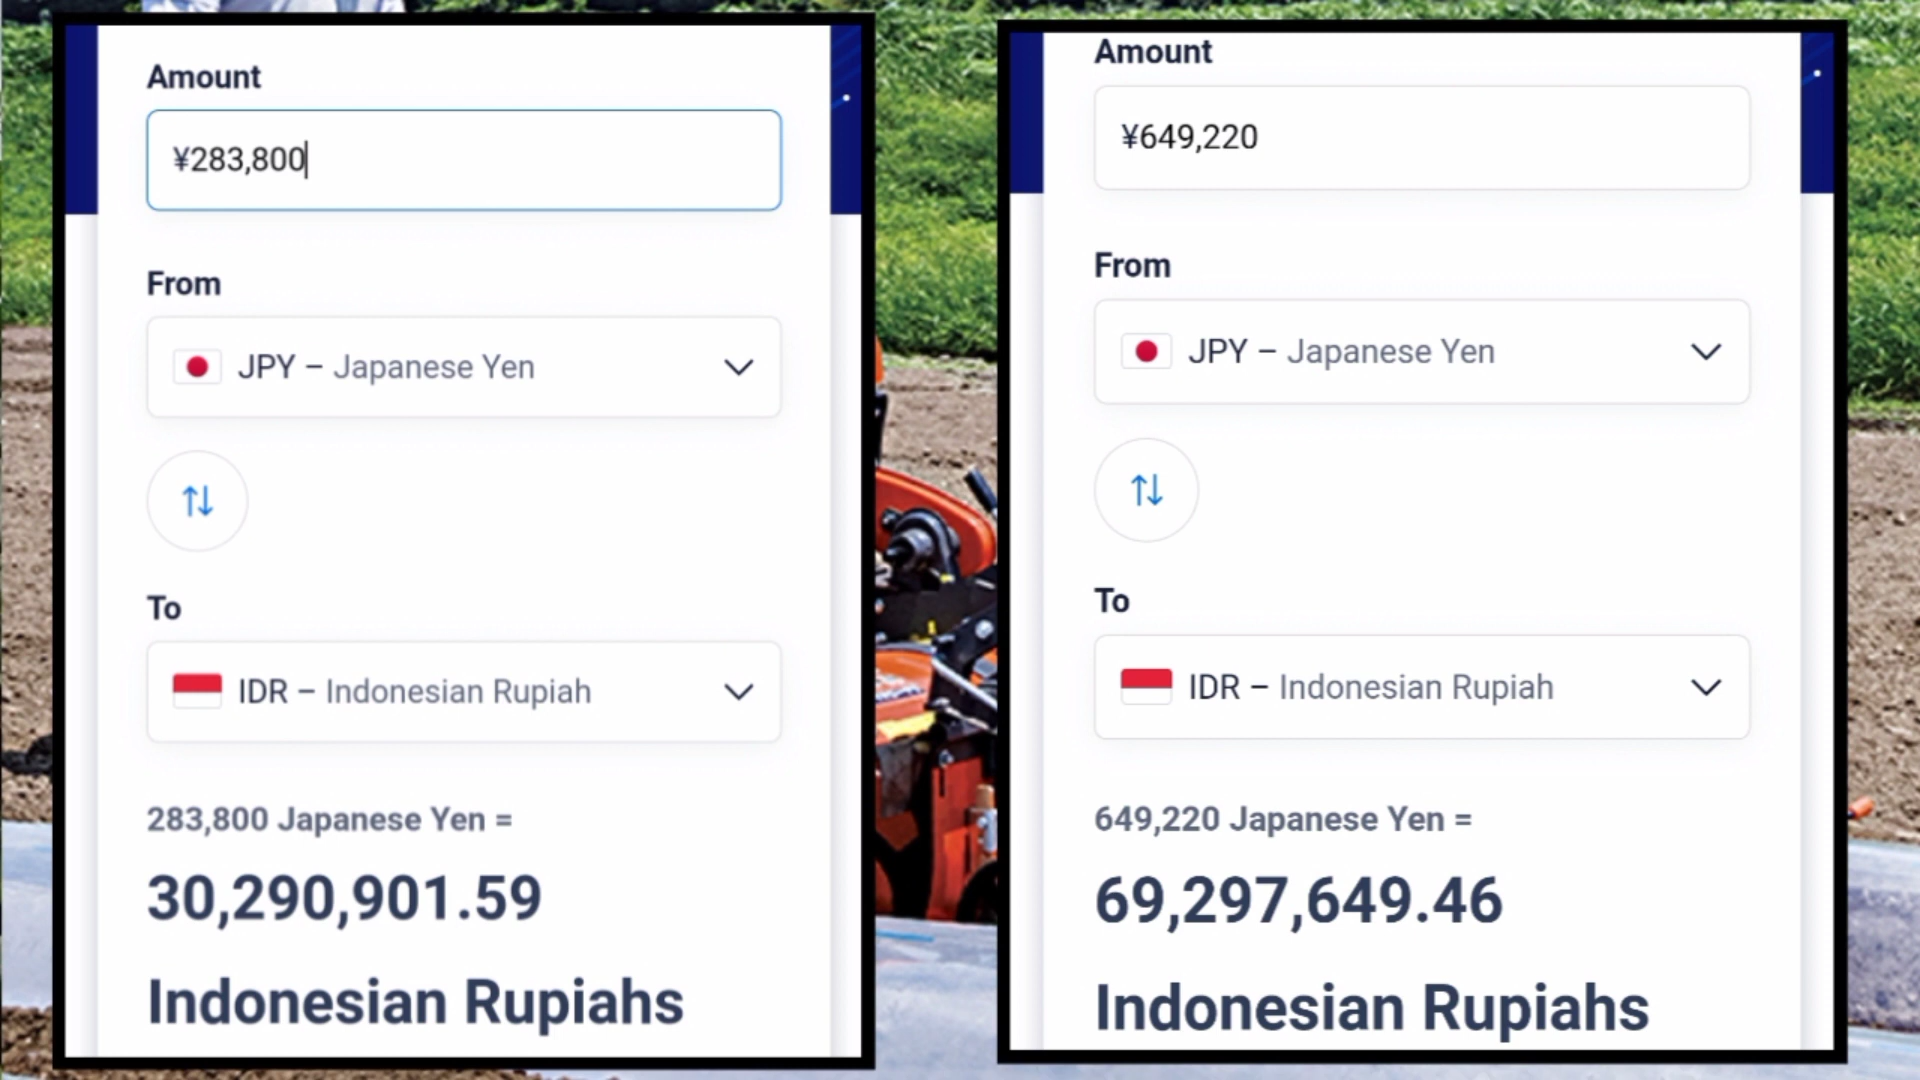 Amount
¥283,800
From
JPY – Japanese Yen
To
IDR – Indonesian Rupiah
283,800 Japanese Yen =
30,290,901.59
Indonesian Rupiahs
Amount
¥649,220
From
JPY – Japanese Yen
To
IDR – Indonesian Rupiah
649,220 Japanese Yen =
69,297,649.46
Indonesian Rupiahs